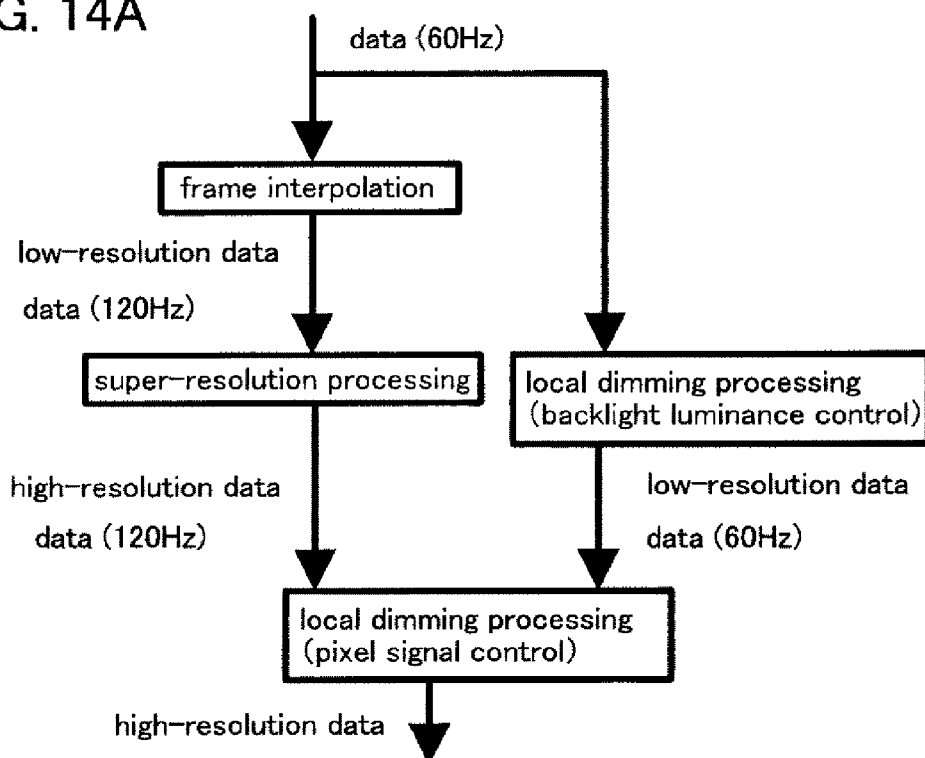 G. 14A
data (60Hz)
frame interpolation
low-resolution data
data (120Hz)
super-resolution processing
local dimming processing
(backlight luminance control)
high-resolution data
data (120Hz)
low-resolution data
data (60Hz)
local dimming processing
(pixel signal control)
high-resolution data